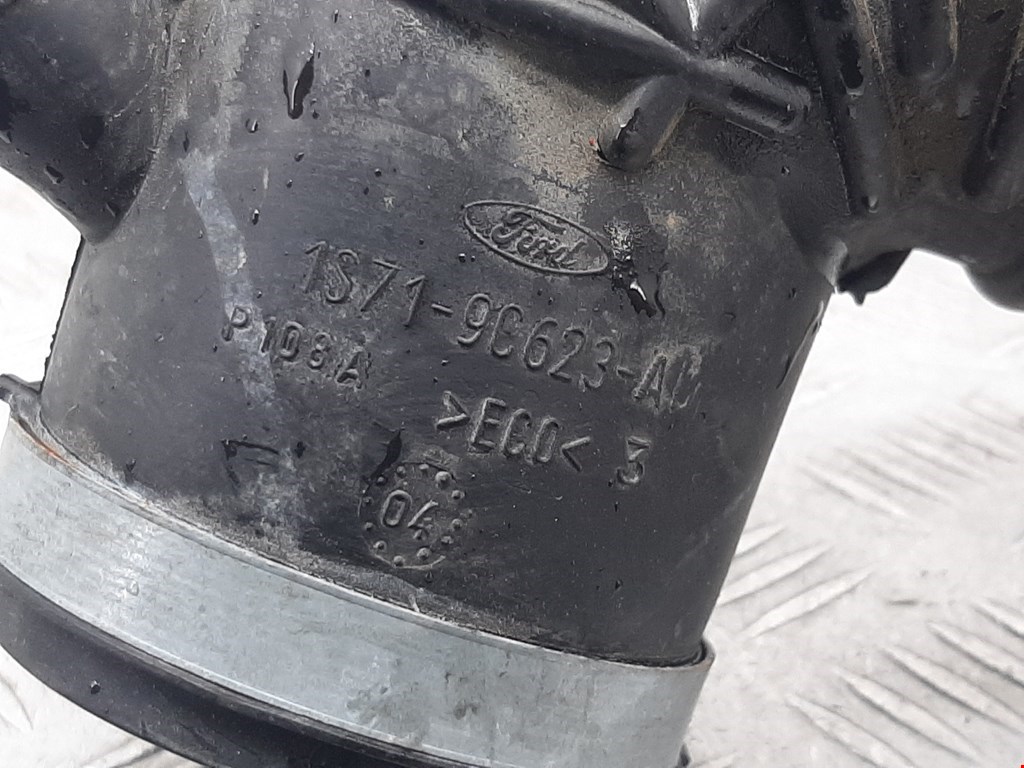 Ford
1S71-9C623-AC
P108A
>ECO< 3
04